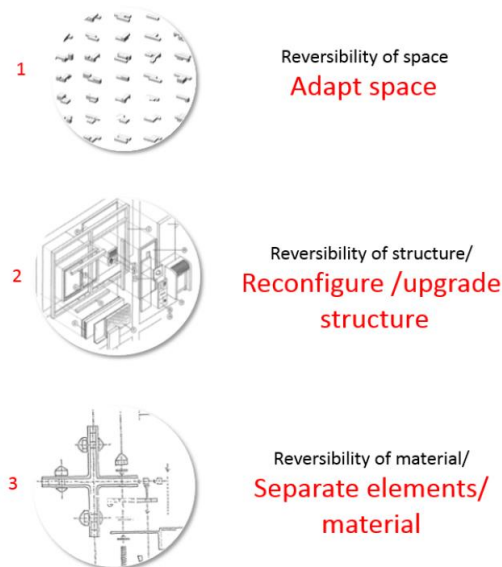 1
Reversibility of space
Adapt space
2
Reversibility of structure/
Reconfigure /upgrade
structure
3
Reversibility of material/
Separate elements/
material